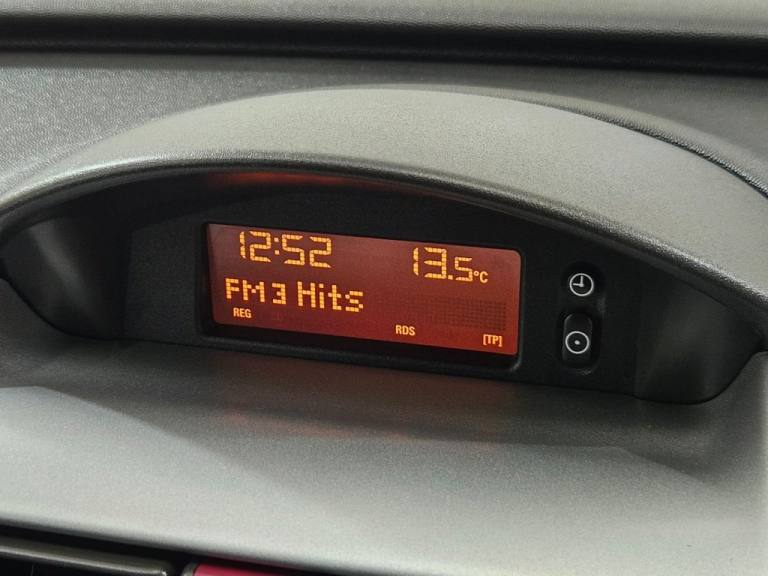 12:52 13.5°C
FM3 Hits
REG RDS [TP]